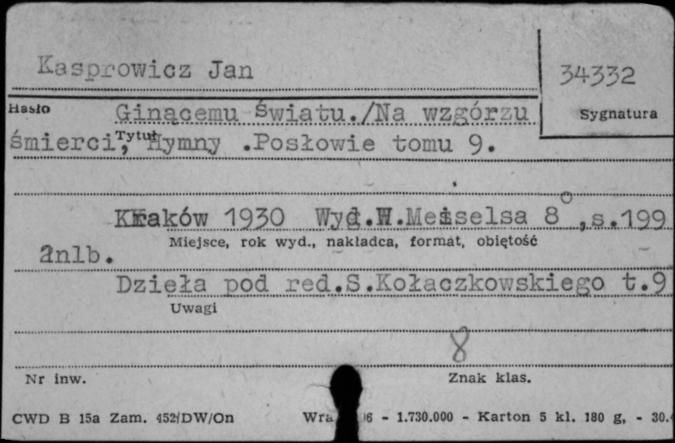 Kasprowicz Jan
34332
Hasło Ginącemu światu./Na wzgórzu
Sygnatura
śmierci, Tytuł Hymny .Posłowie tomu 9.
Kraków 1930 Wyd.H.Meiselsa 8°,s.199
Miejsce, rok wyd., nakładca, format, objętość
2nlb.
Dzieła pod red.S.Kołaczkowskiego t.9
Uwagi
8
Nr inw.
Znak klas.
CWD B 15a Zam. 452/DW/On Wr 6 - 1.730.000 - Karton 5 kl. 180 g, - 30.